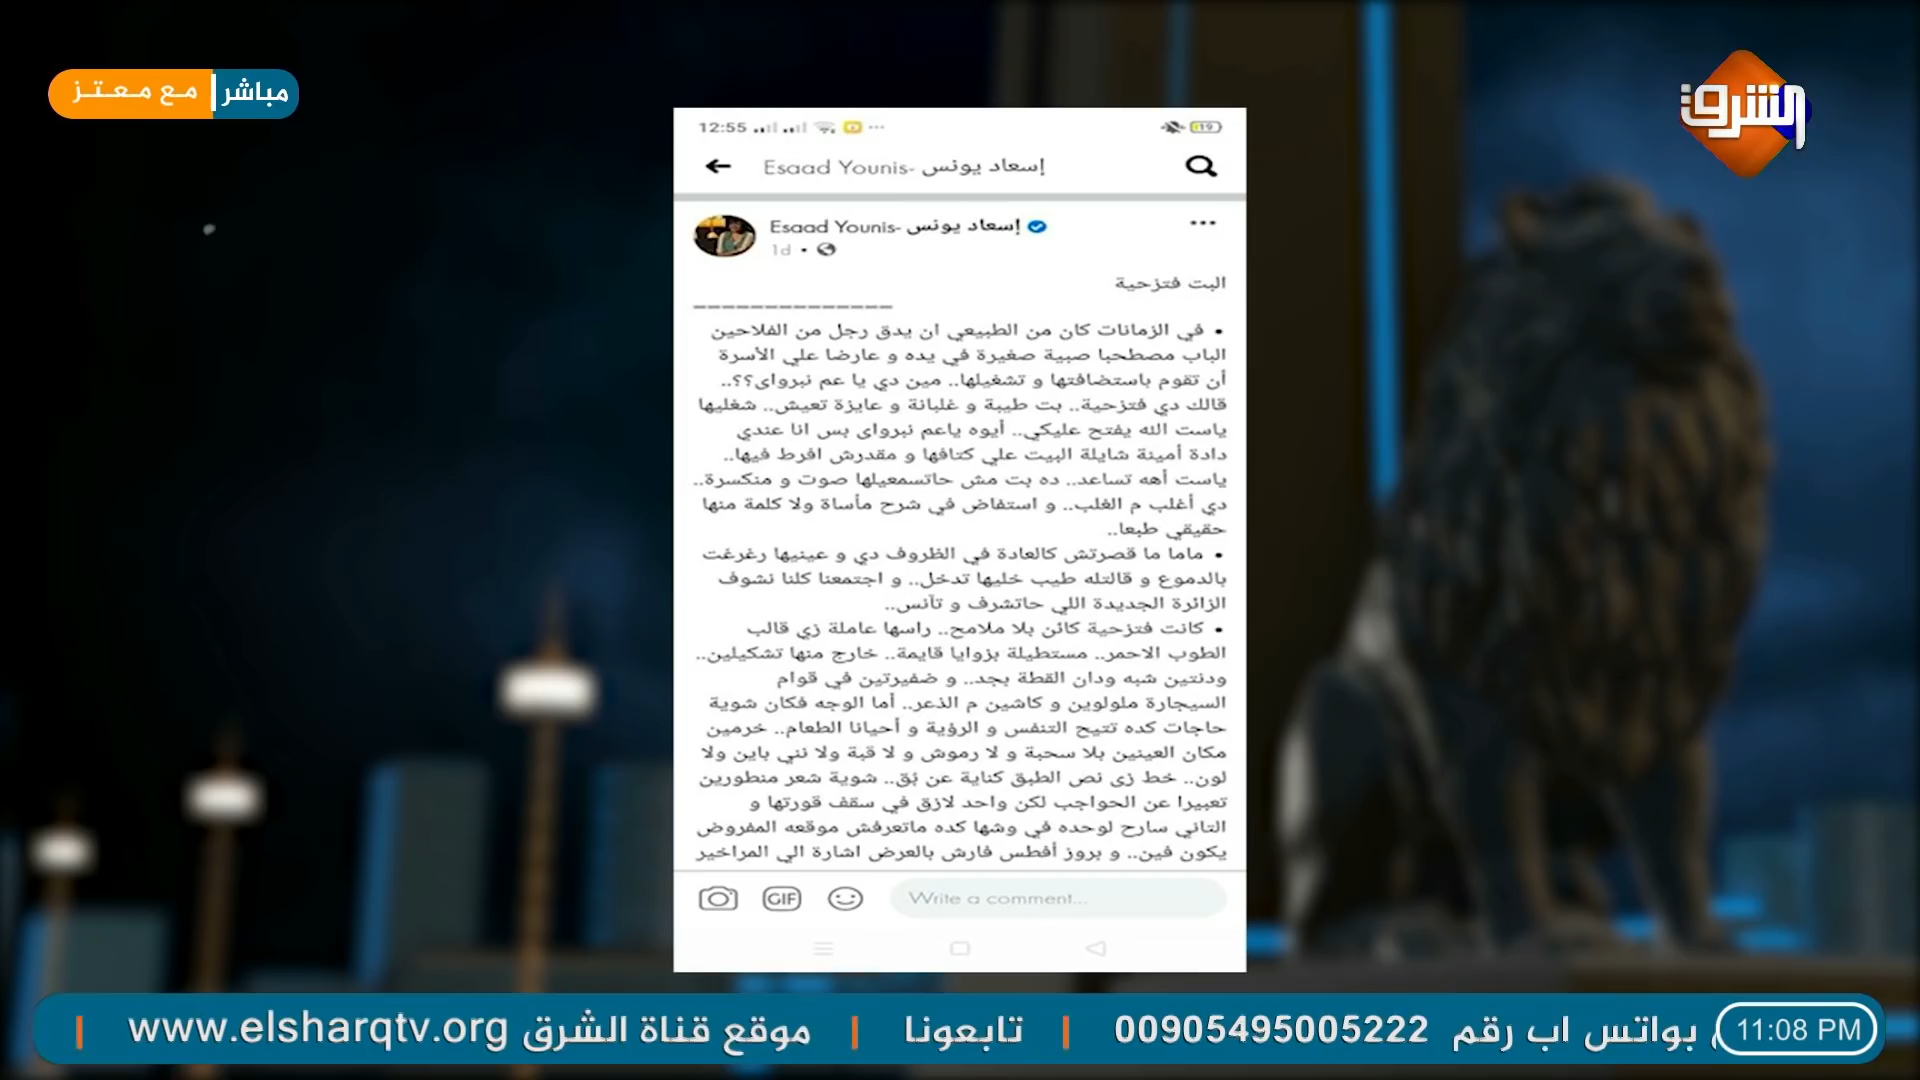 مباشر
مع معتز
الشرق
12:55
19
Esaad Younis- إسعاد يونس
Esaad Younis- إسعاد يونس
1d
البت فتزحية
——————————————
• في الزمانات كان من الطبيعي ان يدق رجل من الفلاحين
الباب مصطحبا صبية صغيرة في يده و عارضا علي الأسرة
أن تقوم باستضافتها و تشغيلها.. مين دي يا عم نبرواى؟؟..
قالك دي فتزحية.. بت طيبة و غلبانة و عايزة تعيش.. شغليها
ياست الله يفتح عليكي.. أيوه ياعم نبرواى بس انا عندي
دادة أمينة شايلة البيت علي كتافها و مقدرش افرط فيها..
ياست أهه تساعد.. ده بت مش حاتسمعيلها صوت و منكسرة..
دي أغلب م الغلب.. و استفاض في شرح مأساة ولا كلمة منها
حقيقي طبعا..
• ماما ما قصرتش كالعادة في الظروف دي و عينيها رغرغت
بالدموع و قالتله طيب خليها تدخل.. و اجتمعنا كلنا نشوف
الزائرة الجديدة اللي حاتشرف و تآنس..
• كانت فتزحية كائن بلا ملامح.. راسها عاملة زي قالب
الطوب الاحمر.. مستطيلة بزوايا قايمة.. خارج منها تشكيلين..
ودنتين شبه ودان القطة بجد.. و ضفيرتين في قوام
السيجارة ملولوين و كاشين م الذعر.. أما الوجه فكان شوية
حاجات كده تتيح التنفس و الرؤية و أحيانا الطعام.. خرمين
مكان العينين بلا سحبة و لا رموش و لا قبة ولا نني باين ولا
لون.. خط زى نص الطبق كناية عن بُق.. شوية شعر منطورين
تعبيرا عن الحواجب لكن واحد لازق في سقف قورتها و
التاني سارح لوحده في وشها كده ماتعرفش موقعه المفروض
يكون فين.. و بروز أفطس فارش بالعرض اشارة الي المراخير
GIF
Write a comment...
11:08 PM
بواتس اب رقم 00905495005222 | تابعونا | موقع قناة الشرق www.elsharqtv.org |